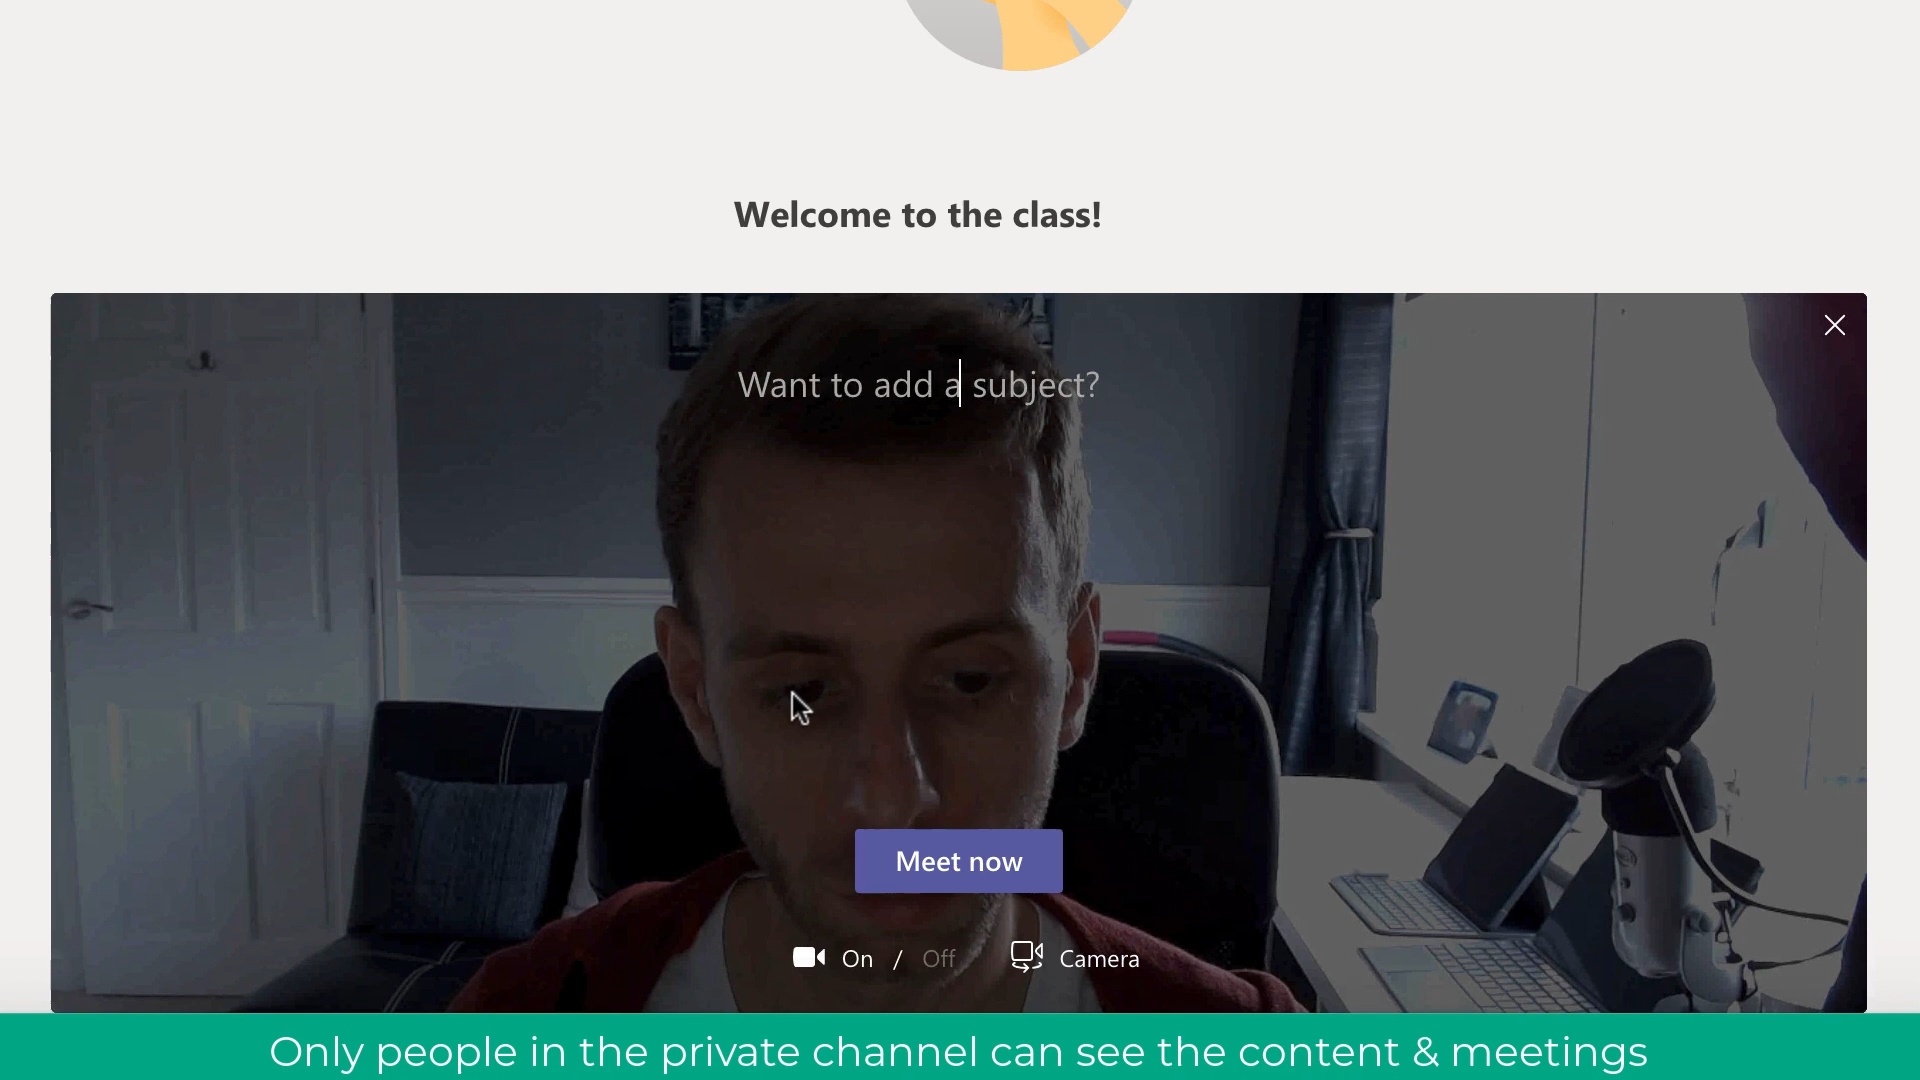 Welcome to the class!
Want to add a subject?
Meet now
On / Off Camera
Only people in the private channel can see the content & meetings